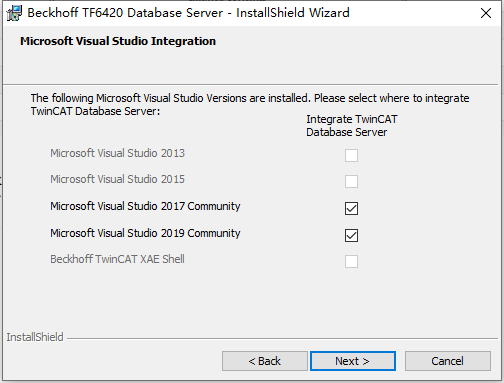 Beckhoff TF6420 Database Server - InstallShield Wizard
Microsoft Visual Studio Integration
The following Microsoft Visual Studio Versions are installed. Please select where to integrate
TwinCAT Database Server:
Integrate TwinCAT
Database Server
Microsoft Visual Studio 2013
Microsoft Visual Studio 2015
Microsoft Visual Studio 2017 Community
Microsoft Visual Studio 2019 Community
Beckhoff TwinCAT XAE Shell
InstallShield
< Back
Next >
Cancel